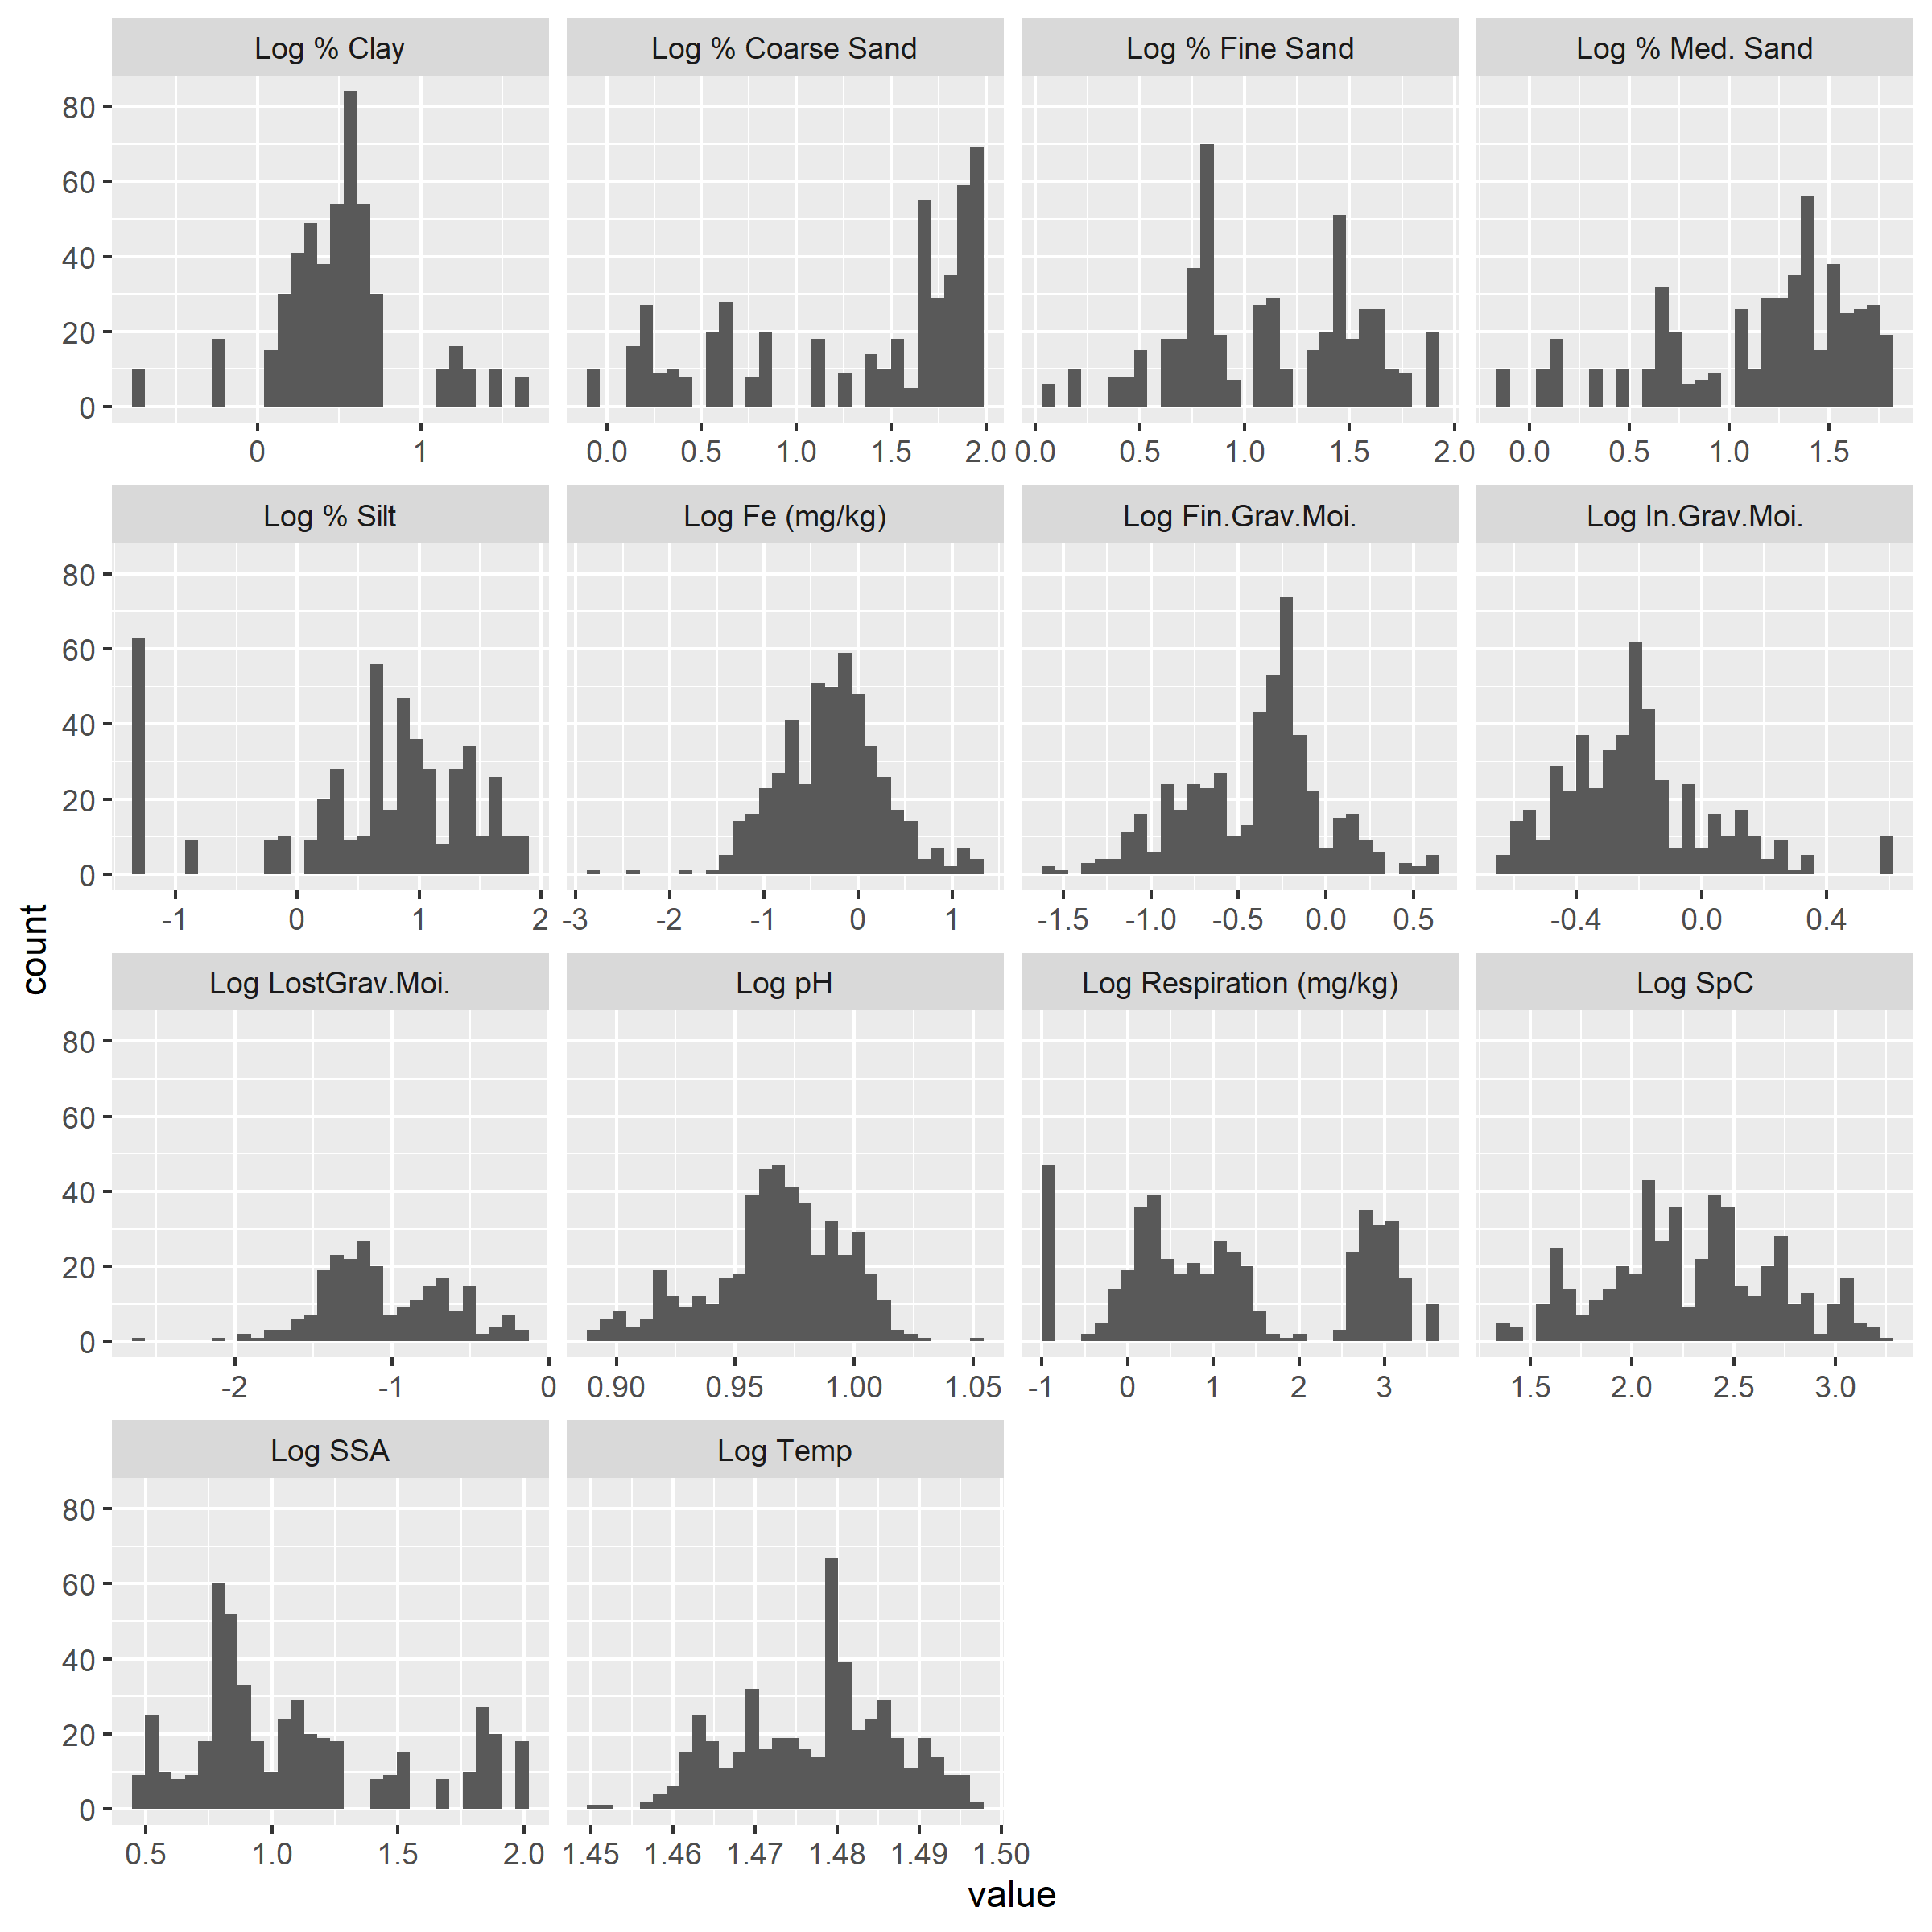 Log % Clay
Log % Coarse Sand
Log % Fine Sand
Log % Med. Sand
80
60
40
20
0
0 1
0.0 0.5 1.0 1.5 2.0
0.0 0.5 1.0 1.5 2.0
0.0 0.5 1.0 1.5
Log % Silt
Log Fe (mg/kg)
Log Fin.Grav.Moi.
Log In.Grav.Moi.
80
60
40
20
0
-1 0 1 2
-3 -2 -1 0 1
-1.5 -1.0 -0.5 0.0 0.5
-0.4 0.0 0.4
count
Log LostGrav.Moi.
Log pH
Log Respiration (mg/kg)
Log SpC
80
60
40
20
0
-2 -1 0
0.90 0.95 1.00 1.05
-1 0 1 2 3
1.5 2.0 2.5 3.0
Log SSA
Log Temp
80
60
40
20
0
0.5 1.0 1.5 2.0
1.45 1.46 1.47 1.48 1.49 1.50
value